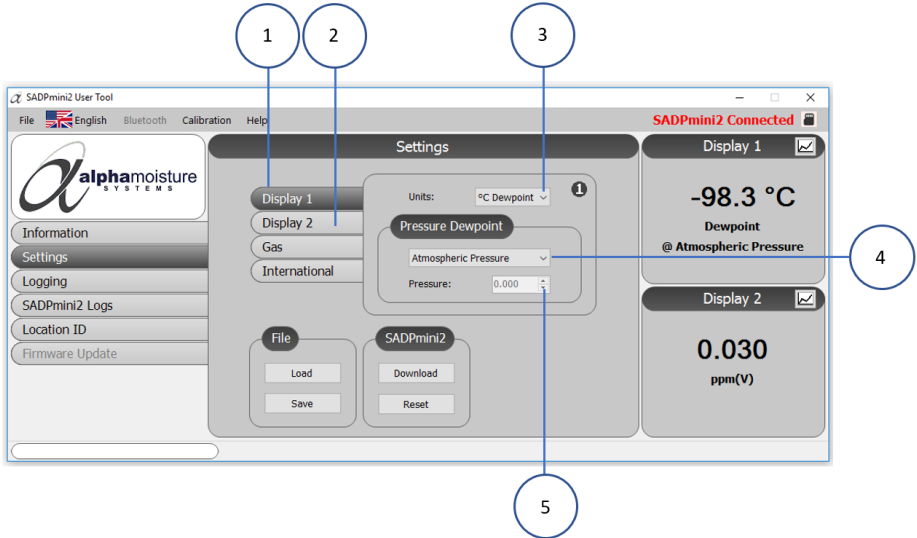 1
2
3
SADPmini2 User Tool
File English Bluetooth Calibration Help
SADPmini2 Connected
alphamoisture
SYSTEMS
Information
Settings
Logging
SADPmini2 Logs
Location ID
Firmware Update
Settings
Display 1
Display 2
Gas
International
Units: °C Dewpoint
1
Pressure Dewpoint
Atmospheric Pressure
Pressure: 0.000
File
Load
Save
SADPmini2
Download
Reset
Display 1
-98.3 °C
Dewpoint
@ Atmospheric Pressure
Display 2
0.030
ppm(V)
4
5